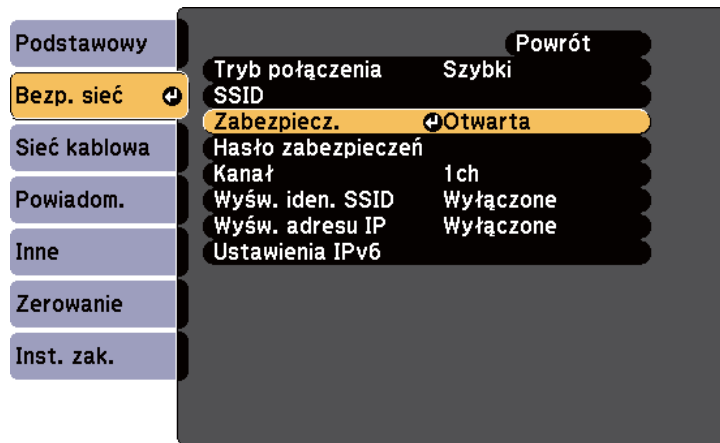 Podstawowy
Bezp. sieć
Sieć kablowa
Powiadom.
Inne
Zerowanie
Inst. zak.
Powrót
Tryb połączenia Szybki
SSID
Zabezpiecz. Otwarta
Hasło zabezpieczeń
Kanał 1ch
Wyśw. iden. SSID Wyłączone
Wyśw. adresu IP Wyłączone
Ustawienia IPv6